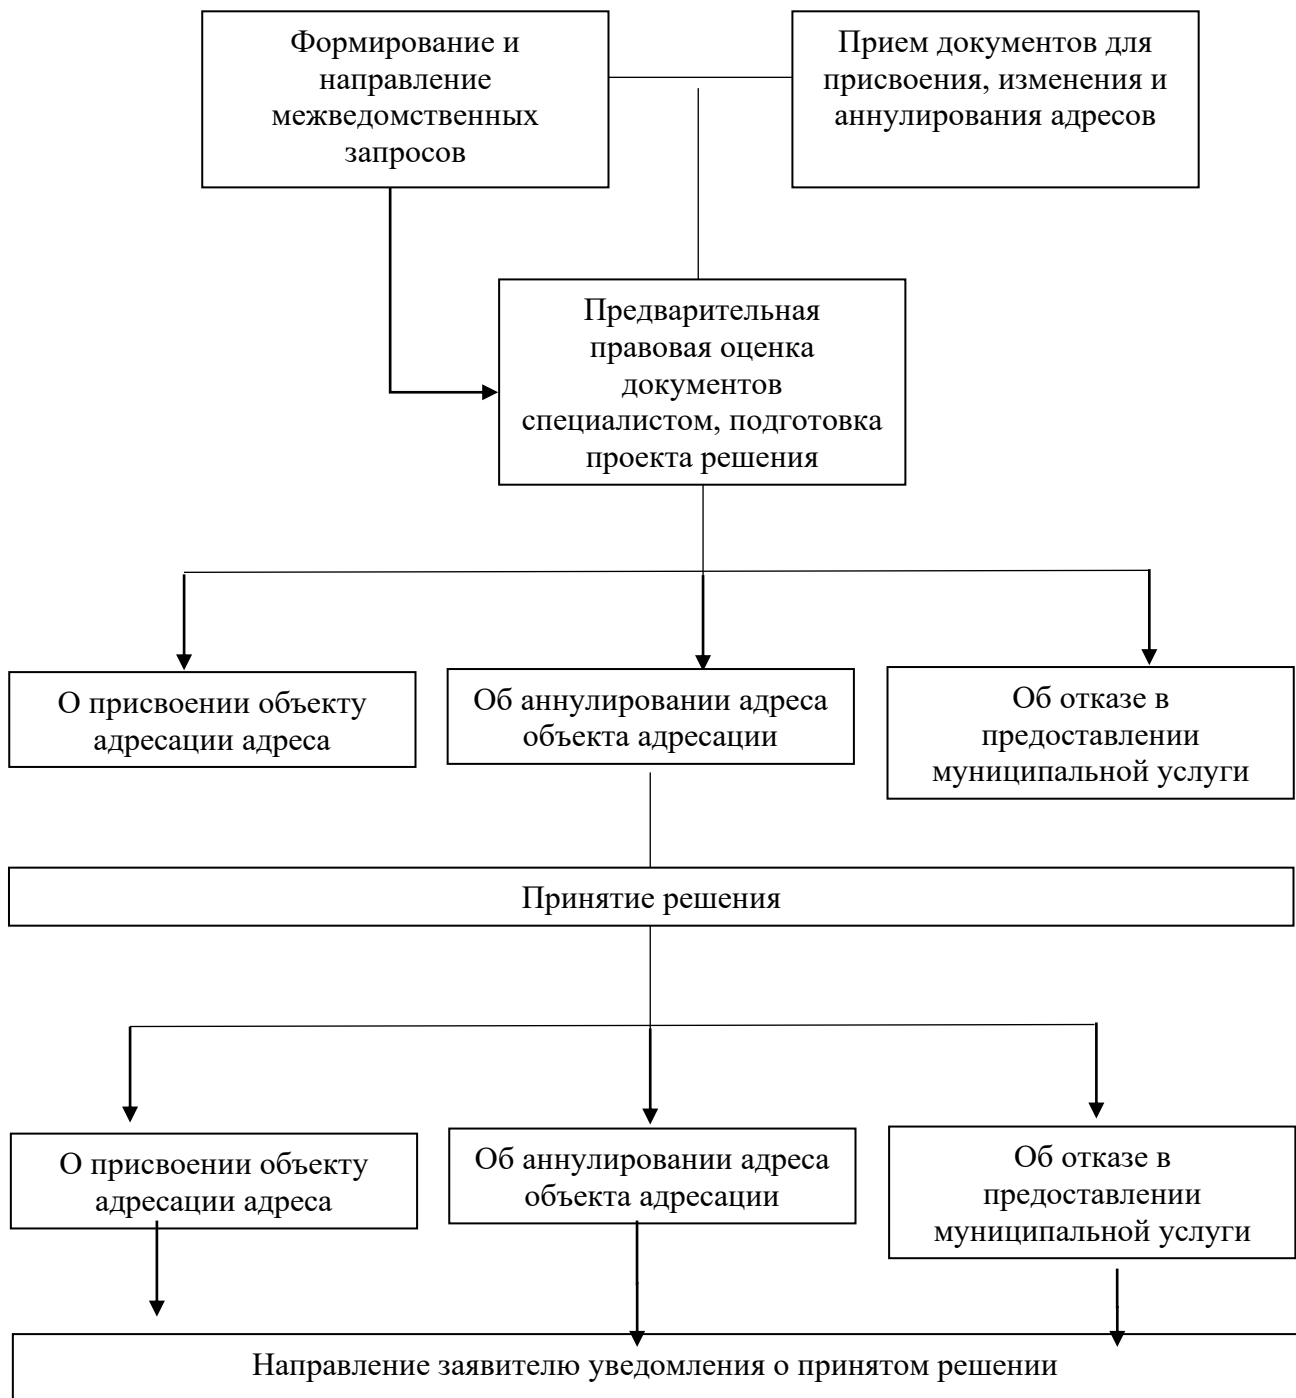 Формирование и
направление
межведомственных
запросов
Прием документов для
присвоения, изменения и
аннулирования адресов
Предварительная
правовая оценка
документов
специалистом, подготовка
проекта решения
О присвоении объекту
адресации адреса
Об аннулировании адреса
объекта адресации
Об отказе в
предоставлении
муниципальной услуги
Принятие решения
О присвоении объекту
адресации адреса
Об аннулировании адреса
объекта адресации
Об отказе в
предоставлении
муниципальной услуги
Направление заявителю уведомления о принятом решении